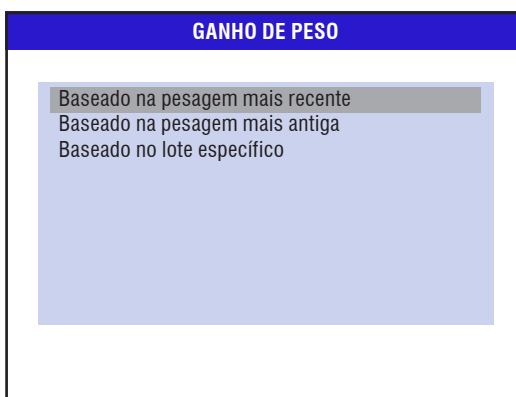 GANHO DE PESO
Baseado na pesagem mais recente
Baseado na pesagem mais antiga
Baseado no lote específico